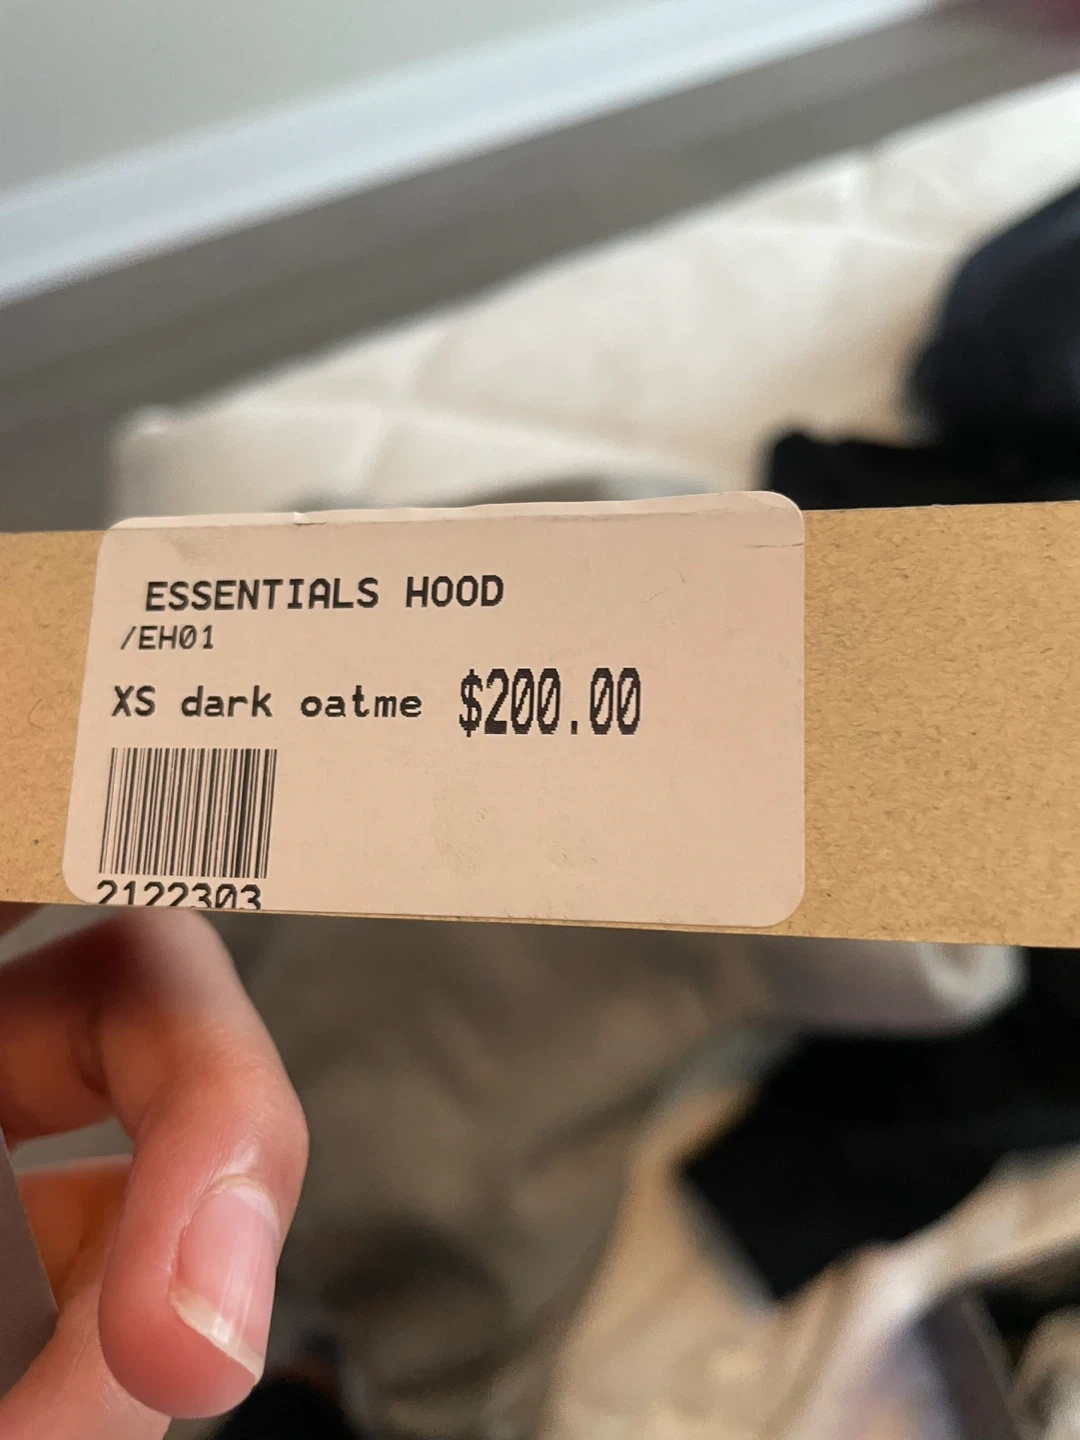 ESSENTIALS HOOD
/EH01
XS dark oatme $200.00
2122303